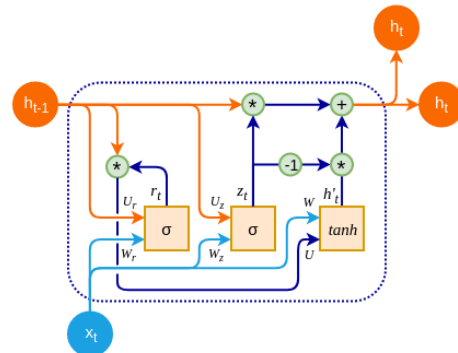 h_t
h_{t-1}
*
+
h_t
*
-1
*
r_t
z_t
h'_t
U_r
U_z
W
σ
σ
tanh
W_r
W_z
U
x_t